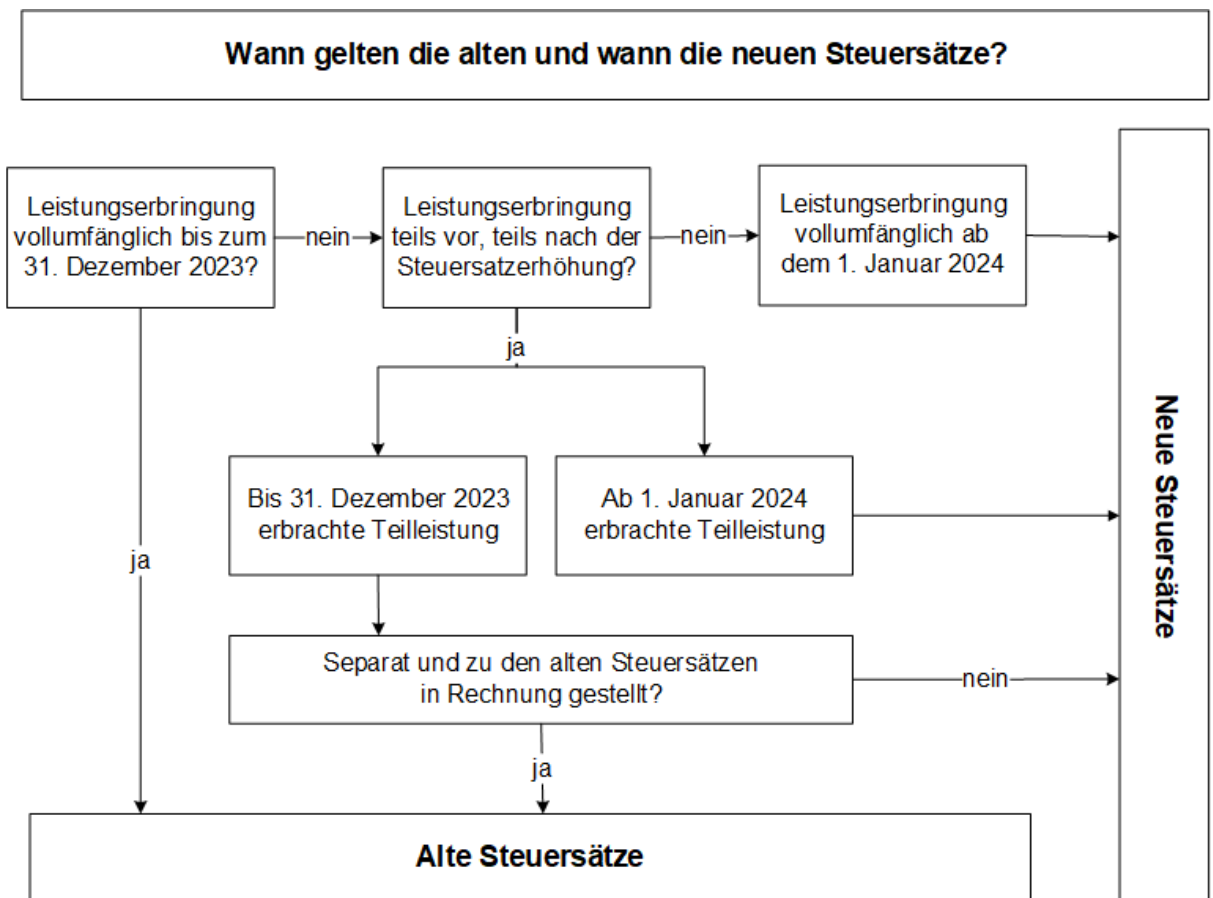 Wann gelten die alten und wann die neuen Steuersätze?
Leistungserbringung
vollumfänglich bis zum
31. Dezember 2023?
nein
Leistungserbringung
teils vor, teils nach der
Steuersatzerhöhung?
nein
Leistungserbringung
vollumfänglich ab
dem 1. Januar 2024
ja
Bis 31. Dezember 2023
erbrachte Teilleistung
Ab 1. Januar 2024
erbrachte Teilleistung
Neue Steuersätze
ja
Separat und zu den alten Steuersätzen
in Rechnung gestellt?
nein
ja
Alte Steuersätze